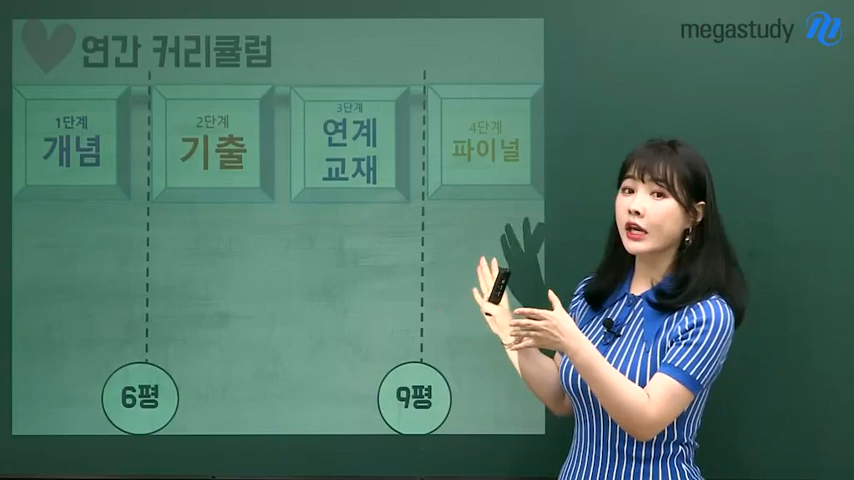 megastudy
연간 커리큘럼
1단계
개념
2단계
기출
3단계
연계
교재
4단계
파이널
6평
9평